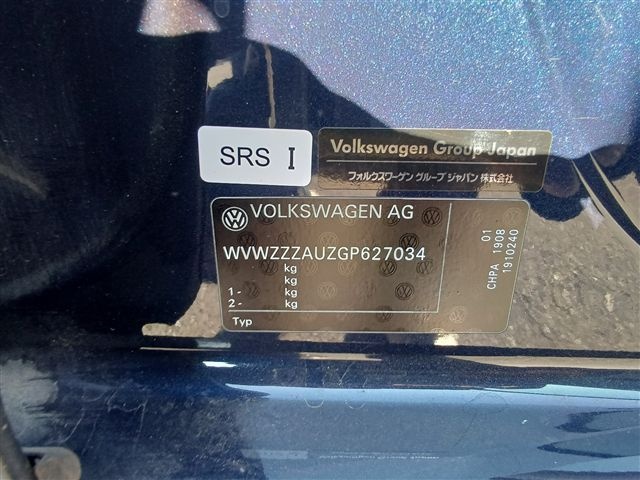 SRS I
Volkswagen Group Japan
フォルクスワーゲン グループ ジャパン 株式会社
VOLKSWAGEN AG
WVWZZZAUZGP627034
kg
kg
1 - kg
2 - kg
Typ
01
CHPA 1908
1910240